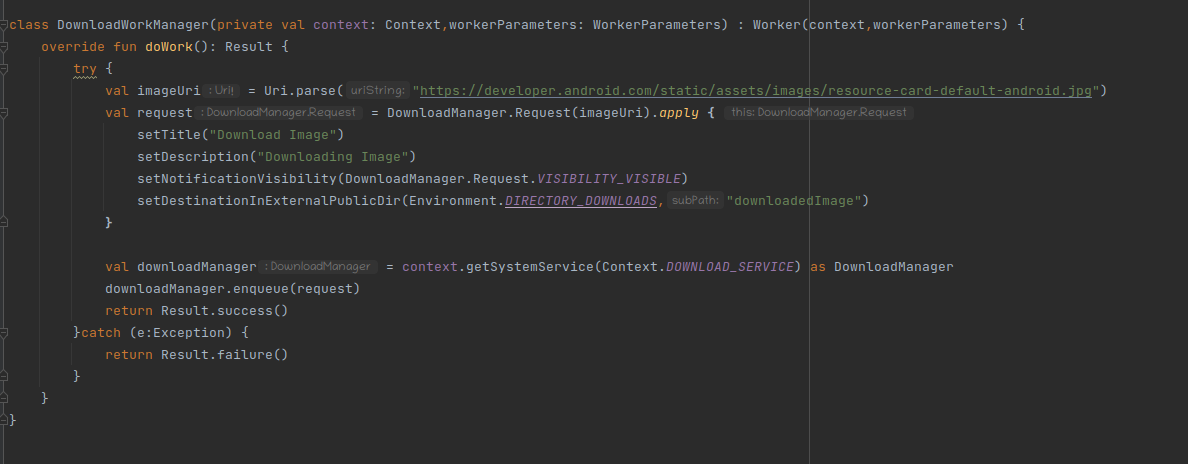 class DownloadWorkManager(private val context: Context,workerParameters: WorkerParameters) : Worker(context,workerParameters) {
override fun doWork(): Result {
try {
val imageUri : Uri! = Uri.parse( uriString: "https://developer.android.com/static/assets/images/resource-card-default-android.jpg")
val request : DownloadManager.Request = DownloadManager.Request(imageUri).apply { this: DownloadManager.Request
setTitle("Download Image")
setDescription("Downloading Image")
setNotificationVisibility(DownloadManager.Request.VISIBILITY_VISIBLE)
setDestinationInExternalPublicDir(Environment.DIRECTORY_DOWNLOADS, subPath: "downloadedImage")
}
val downloadManager : DownloadManager = context.getSystemService(Context.DOWNLOAD_SERVICE) as DownloadManager
downloadManager.enqueue(request)
return Result.success()
}catch (e:Exception) {
return Result.failure()
}
}
}